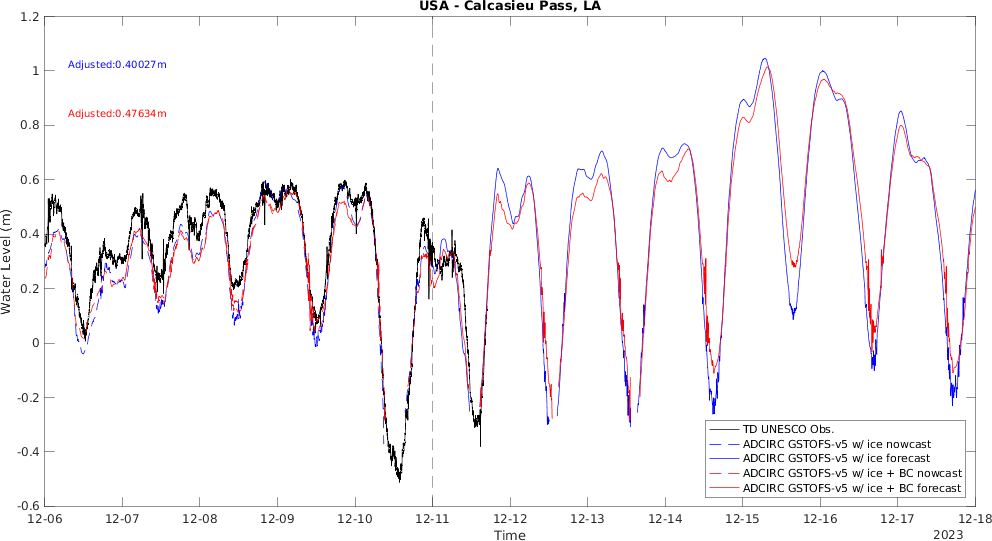 USA - Calcasieu Pass, LA
1.2
1
0.8
0.6
0.4
0.2
0
-0.2
-0.4
-0.6
Water Level (m)
Adjusted:0.40027m
Adjusted:0.47634m
TD UNESCO Obs.
ADCIRC GSTOFS-v5 w/ ice nowcast
ADCIRC GSTOFS-v5 w/ ice forecast
ADCIRC GSTOFS-v5 w/ ice + BC nowcast
ADCIRC GSTOFS-v5 w/ ice + BC forecast
12-06 12-07 12-08 12-09 12-10 12-11 12-12 12-13 12-14 12-15 12-16 12-17 12-18
Time
2023